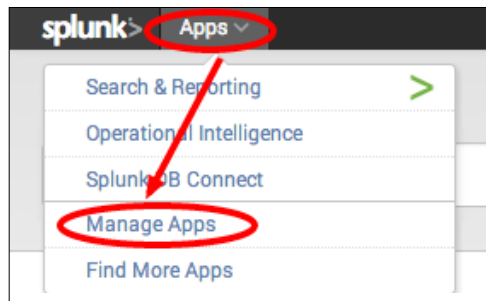 splunk> Apps
Search & Reporting >
Operational Intelligence
Splunk DB Connect
Manage Apps
Find More Apps